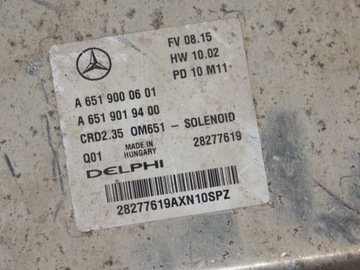 FV 08.15
HW 10.02
PD 10 M11
A 651 900 06 01
A 651 901 94 00
CRD2.35 OM651 - SOLENOID
Q01 MADE IN HUNGARY 28277619
DELPHI
28277619AXN10SPZ